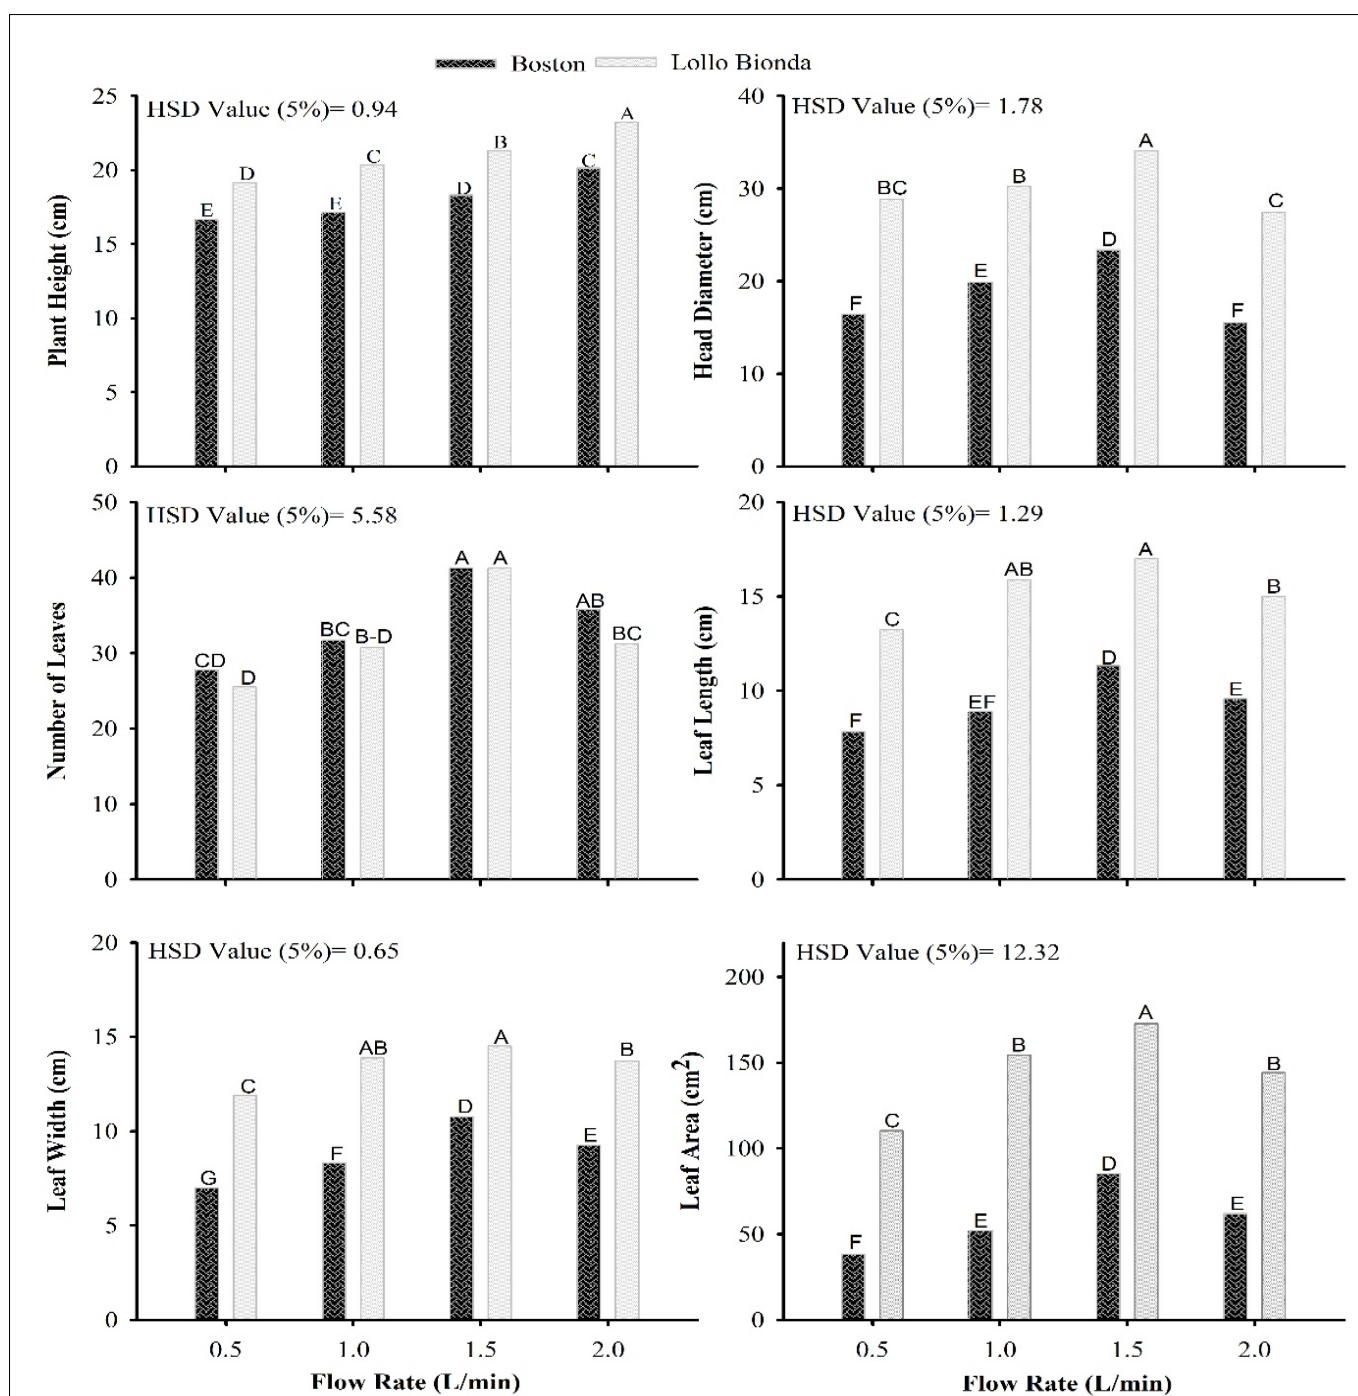 Boston Lollo Bionda
HSD Value (5%)= 0.94
Plant Height (cm)
25
20
15
10
5
0
E D E C D B C A
HSD Value (5%)= 1.78
Head Diameter (cm)
40
30
20
10
0
F BC E B D A F C
HSD Value (5%)= 5.58
Number of Leaves
50
40
30
20
10
0
CD D BC B-D A A AB BC
HSD Value (5%)= 1.29
Leaf Length (cm)
20
15
10
5
0
F C EF AB D A E B
HSD Value (5%)= 0.65
Leaf Width (cm)
20
15
10
5
0
G C F AB D A E B
0.5 1.0 1.5 2.0
Flow Rate (L/min)
HSD Value (5%)= 12.32
Leaf Area (cm²)
200
150
100
50
0
F C E B D A E B
0.5 1.0 1.5 2.0
Flow Rate (L/min)